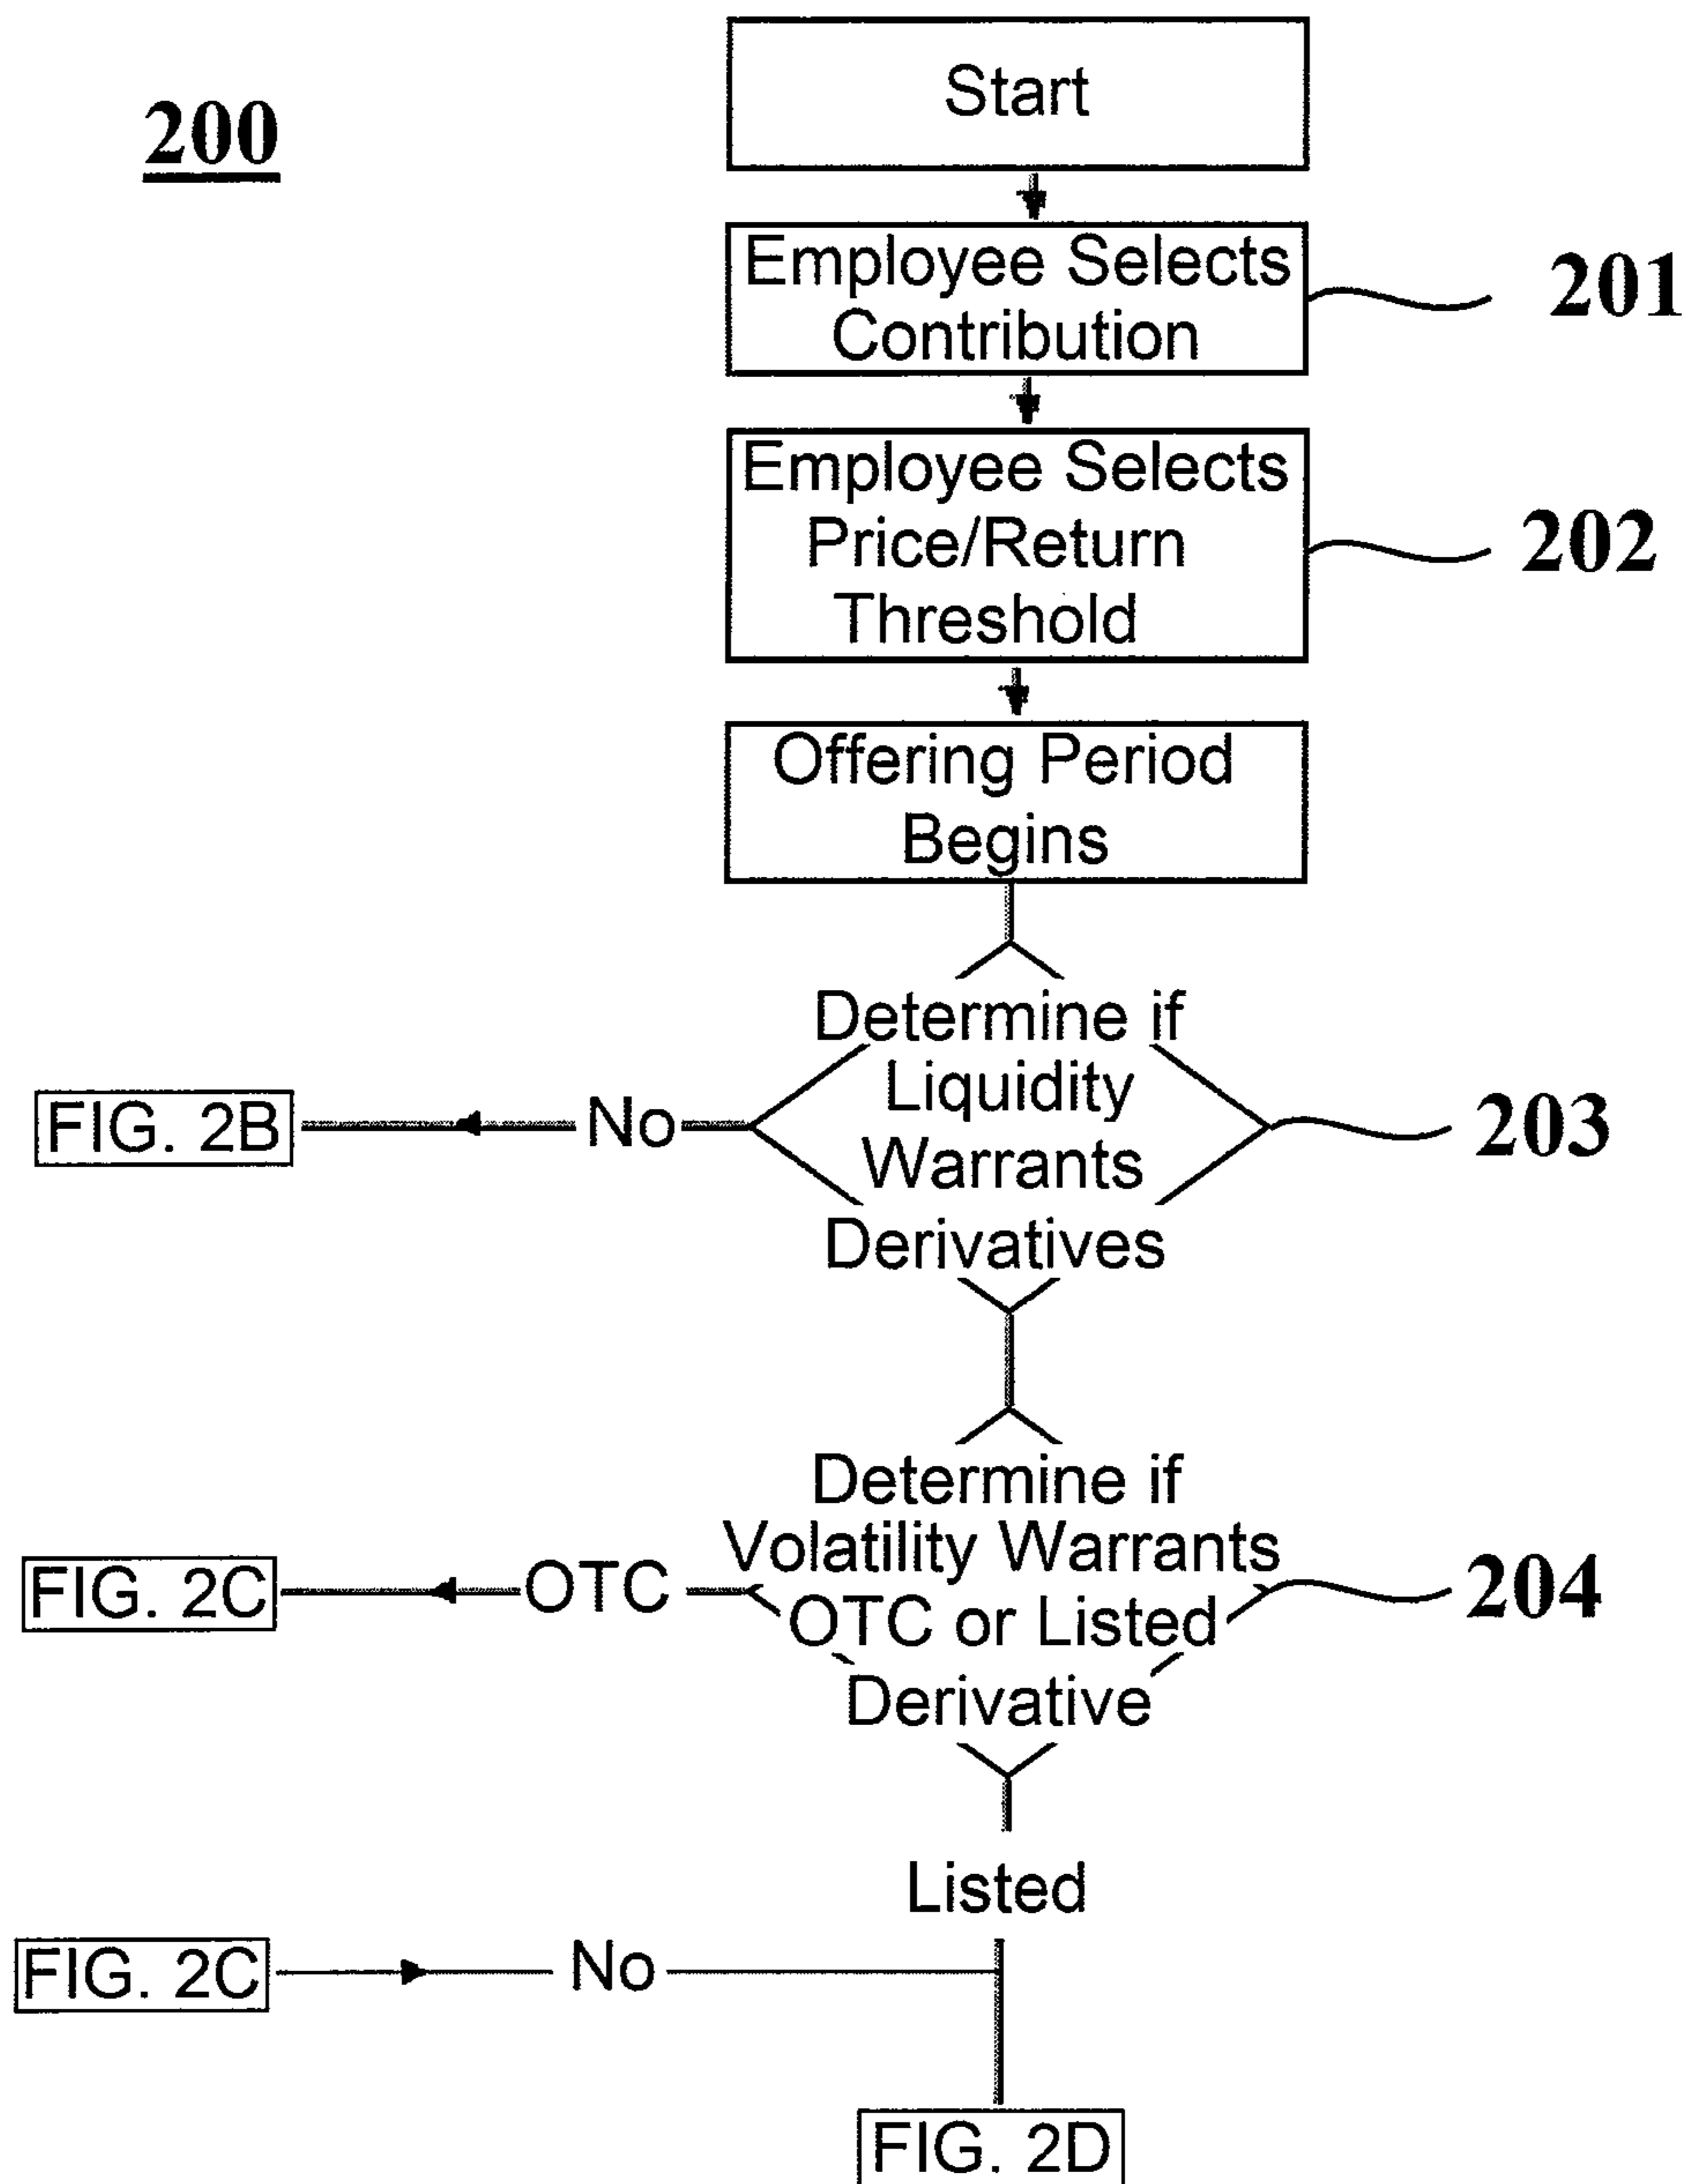 200
Start
Employee Selects
Contribution
201
Employee Selects
Price/Return
Threshold
202
Offering Period
Begins
Determine if
Liquidity
Warrants
Derivatives
203
No
FIG. 2B
Determine if
Volatility Warrants
OTC or Listed
Derivative
204
OTC
FIG. 2C
Listed
FIG. 2C
No
FIG. 2D